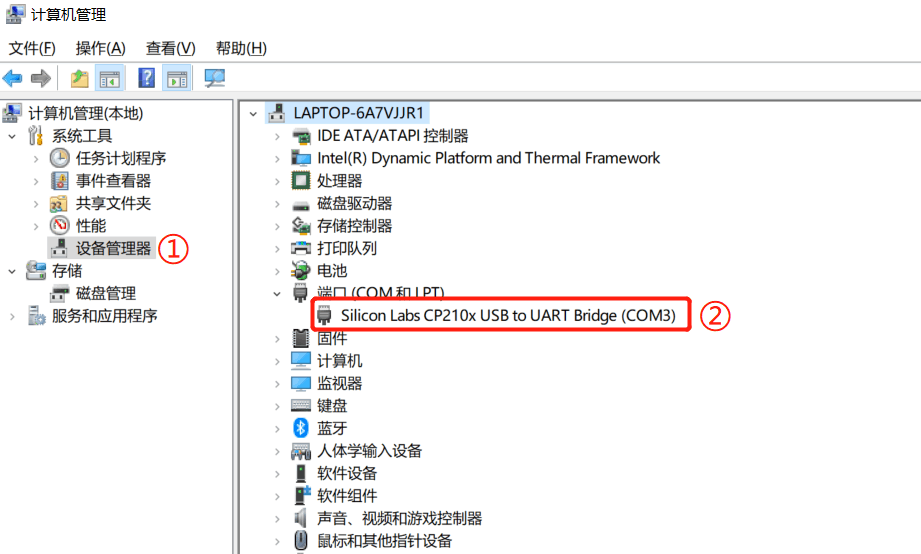 计算机管理
文件(F) 操作(A) 查看(V) 帮助(H)
计算机管理(本地)
系统工具
任务计划程序
事件查看器
共享文件夹
性能
设备管理器 ①
存储
磁盘管理
服务和应用程序
LAPTOP-6A7VJJR1
IDE ATA/ATAPI 控制器
Intel(R) Dynamic Platform and Thermal Framework
处理器
磁盘驱动器
存储控制器
打印队列
电池
端口 (COM 和 LPT)
Silicon Labs CP210x USB to UART Bridge (COM3) ②
固件
计算机
监视器
键盘
蓝牙
人体学输入设备
软件设备
软件组件
声音、视频和游戏控制器
鼠标和其他指针设备